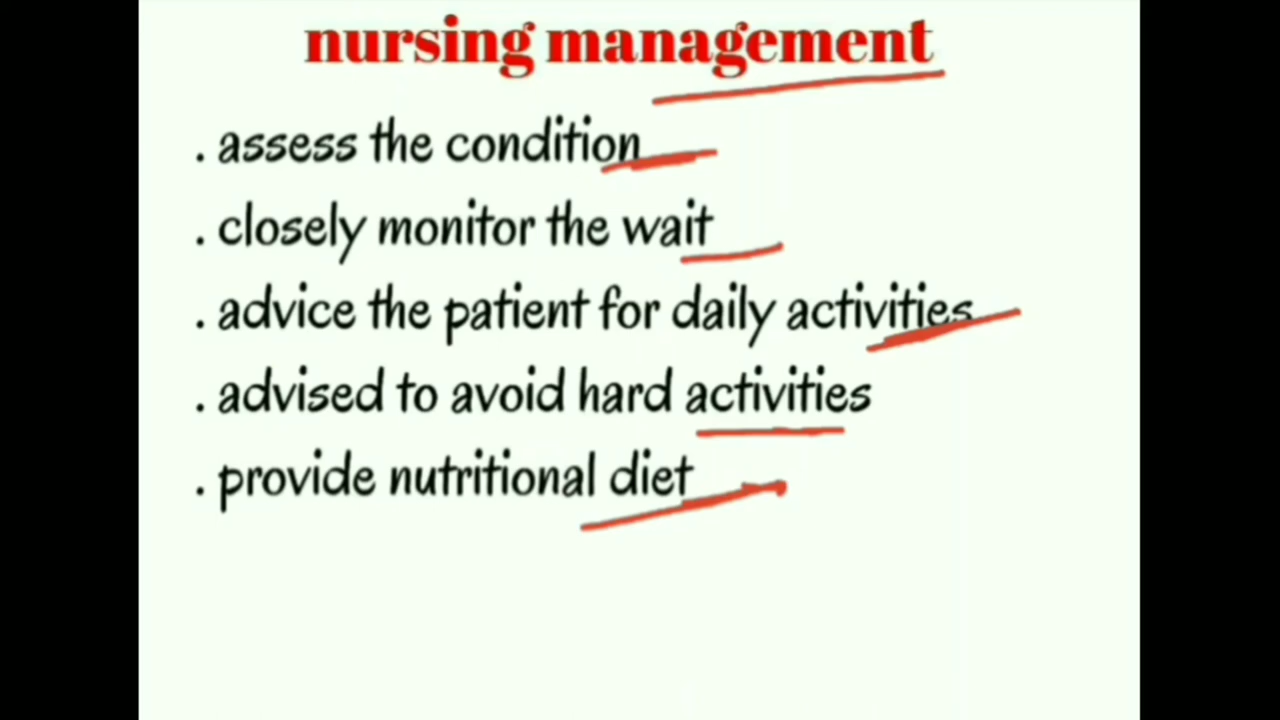 nursing management
. assess the condition
. closely monitor the wait
. advice the patient for daily activities
. advised to avoid hard activities
. provide nutritional diet